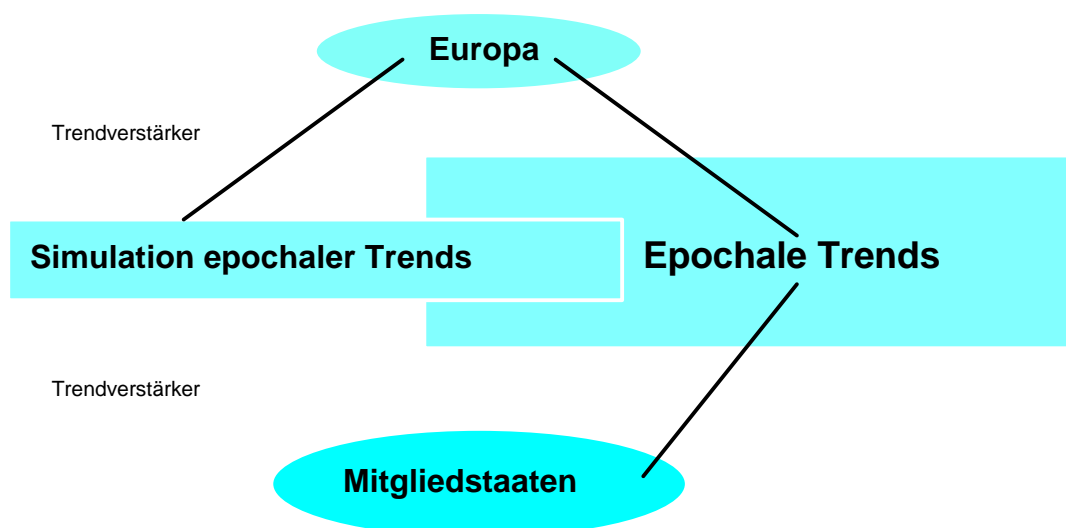 Europa
Trendverstärker
Simulation epochaler Trends
Epochale Trends
Trendverstärker
Mitgliedstaaten